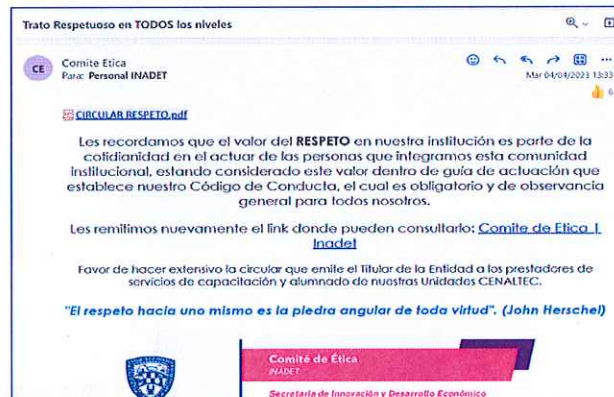 Trato Respetuoso en TODOS los niveles
CE
Comite Etica
Para: Personal INADET
Mar 04/04/2023 13:33
6
CIRCULAR RESPETO.pdf
Les recordamos que el valor del RESPETO en nuestra institución es parte de la
cotidianidad en el actuar de las personas que integramos esta comunidad
institucional, estando considerado este valor dentro de guía de actuación que
establece nuestro Código de Conducta, el cual es obligatorio y de observancia
general para todos nosotros.
Les remitimos nuevamente el link donde pueden consultarlo: Comite de Etica |
Inadet
Favor de hacer extensivo la circular que emite el Titular de la Entidad a los prestadores de
servicios de capacitación y alumnado de nuestras Unidades CENALTEC.
"El respeto hacia uno mismo es la piedra angular de toda virtud". (John Herschel)
Comité de Ética
INADET
Secretaría de Innovación y Desarrollo Económico